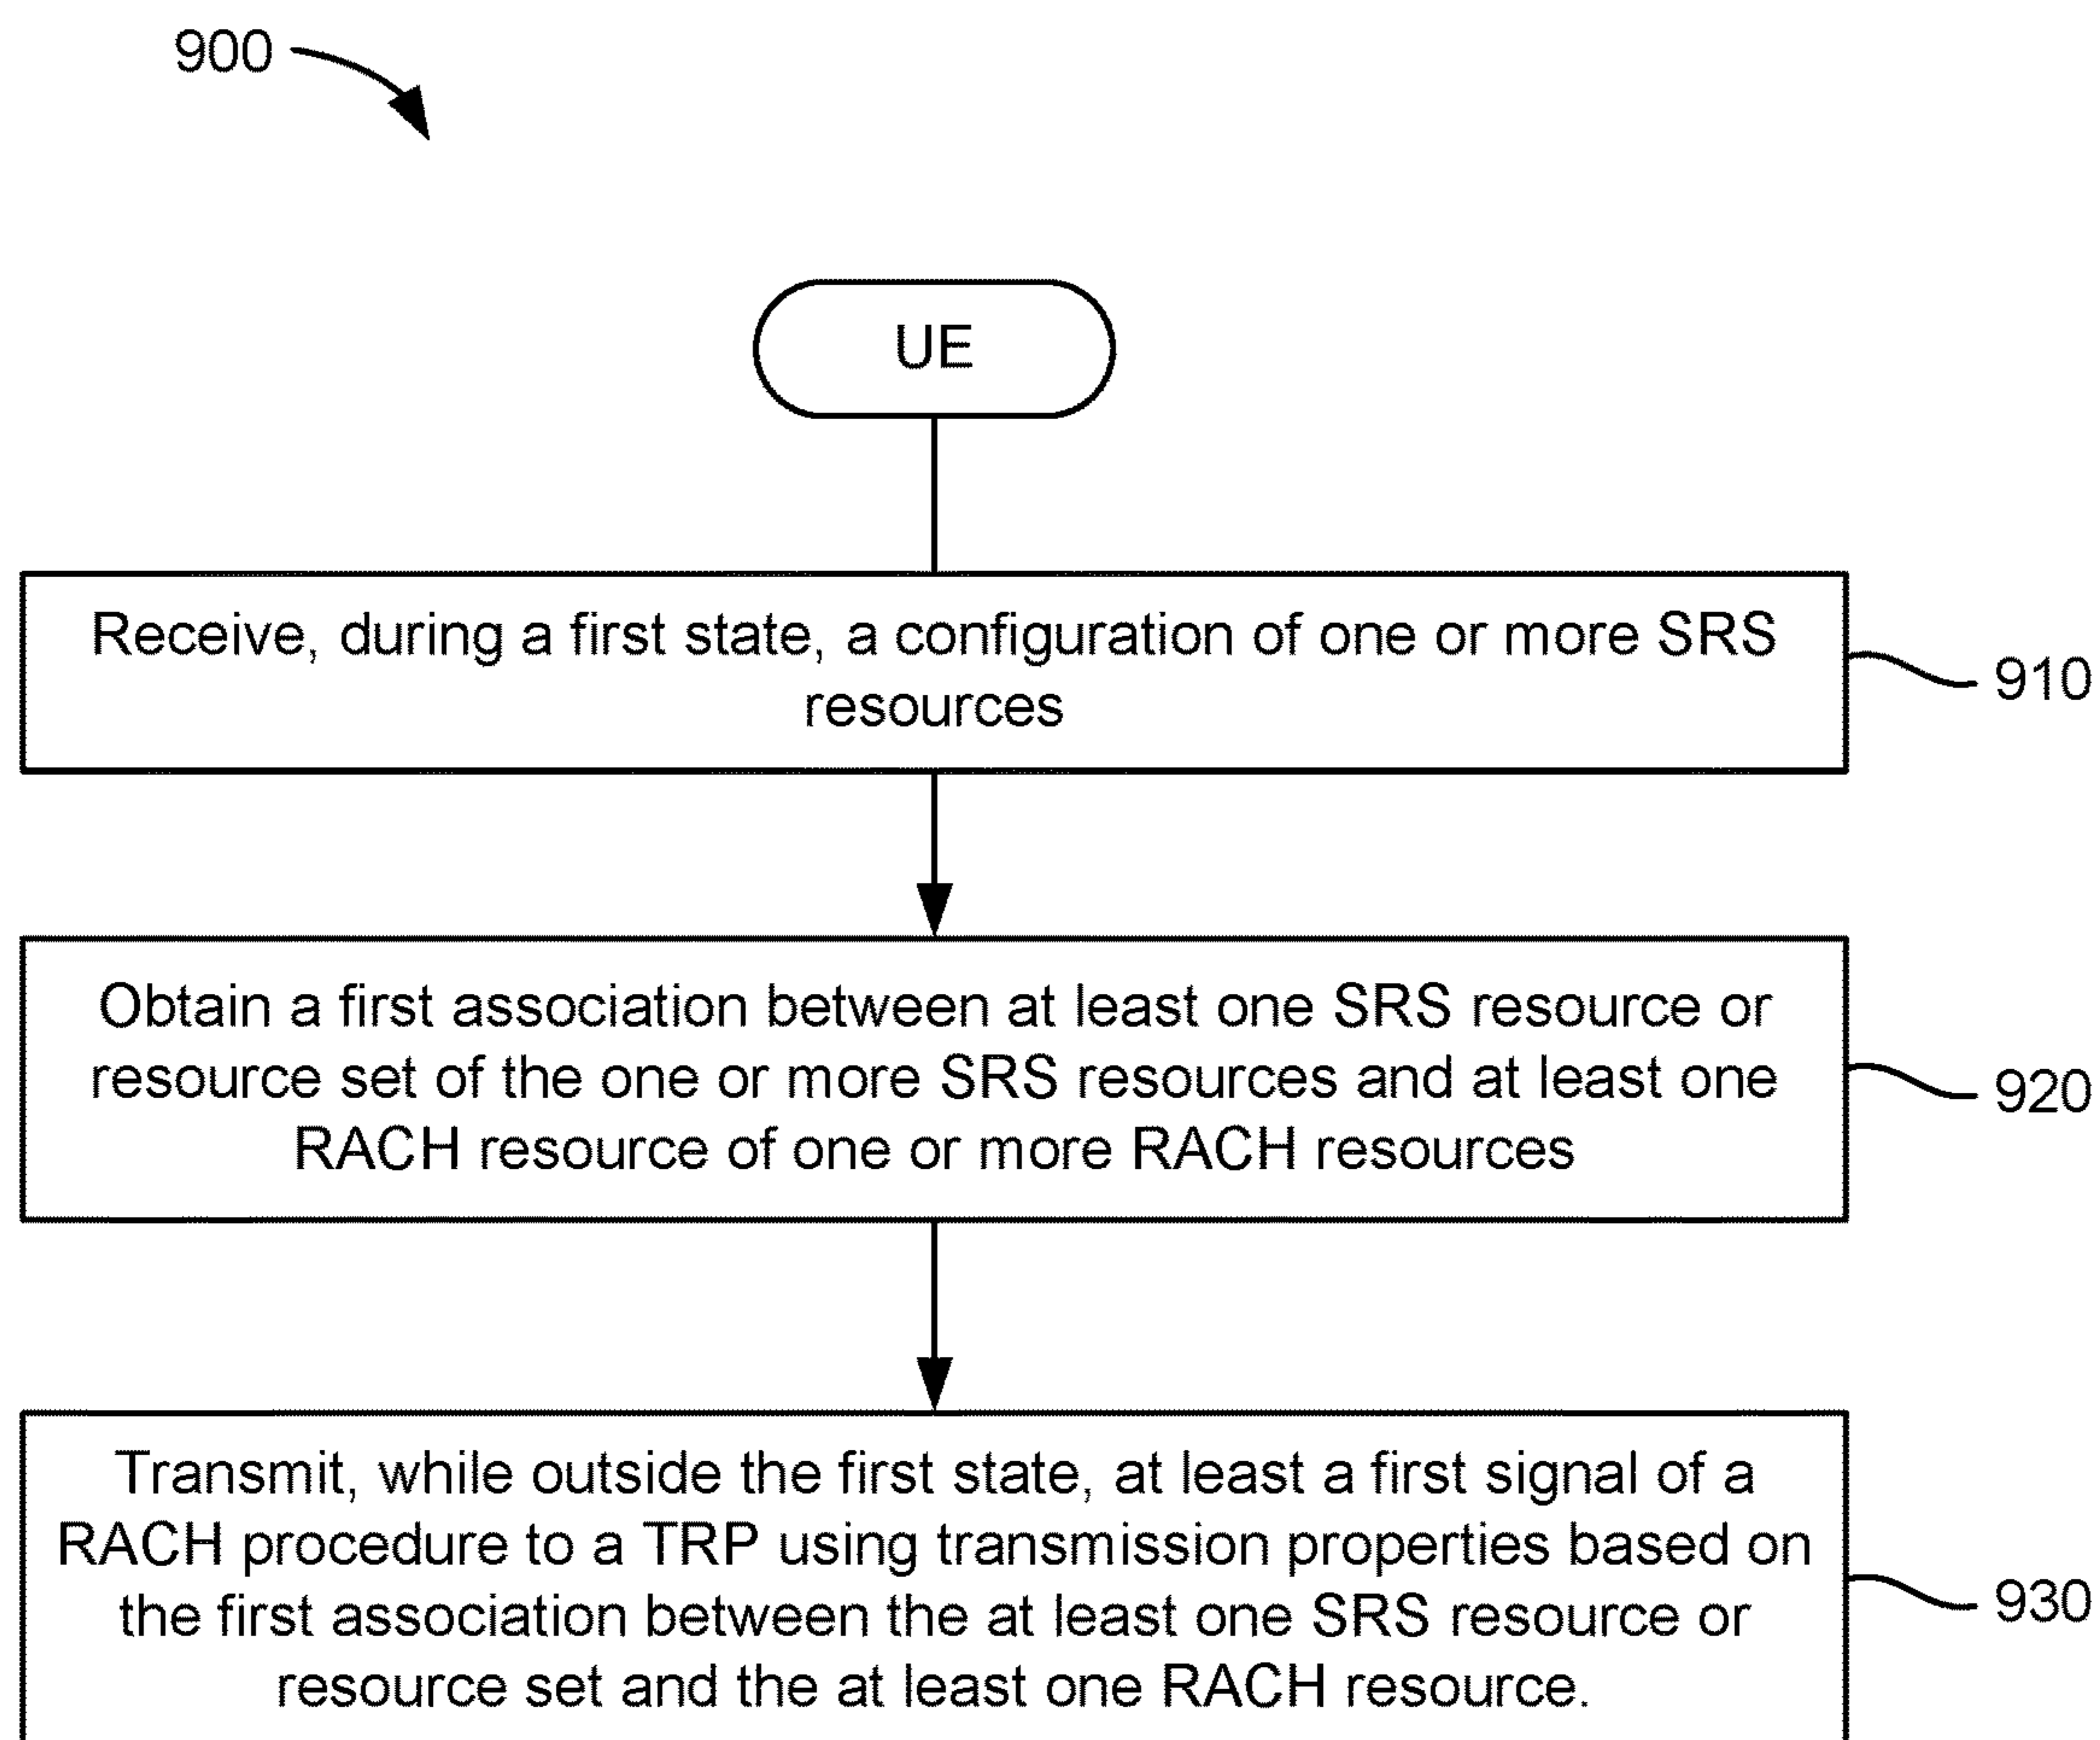 900
UE
Receive, during a first state, a configuration of one or more SRS
resources
910
Obtain a first association between at least one SRS resource or
resource set of the one or more SRS resources and at least one
RACH resource of one or more RACH resources
920
Transmit, while outside the first state, at least a first signal of a
RACH procedure to a TRP using transmission properties based on
the first association between the at least one SRS resource or
resource set and the at least one RACH resource.
930